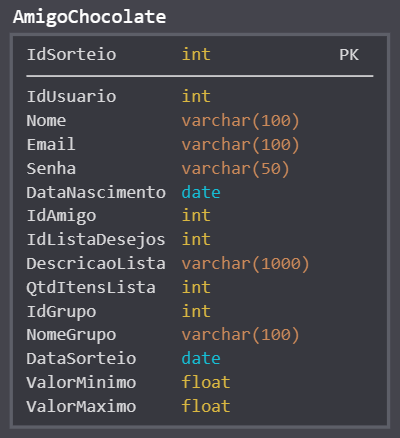 AmigoChocolate
IdSorteio int PK
IdUsuario int
Nome varchar(100)
Email varchar(100)
Senha varchar(50)
DataNascimento date
IdAmigo int
IdListaDesejos int
DescricaoLista varchar(1000)
QtdItensLista int
IdGrupo int
NomeGrupo varchar(100)
DataSorteio date
ValorMinimo float
ValorMaximo float